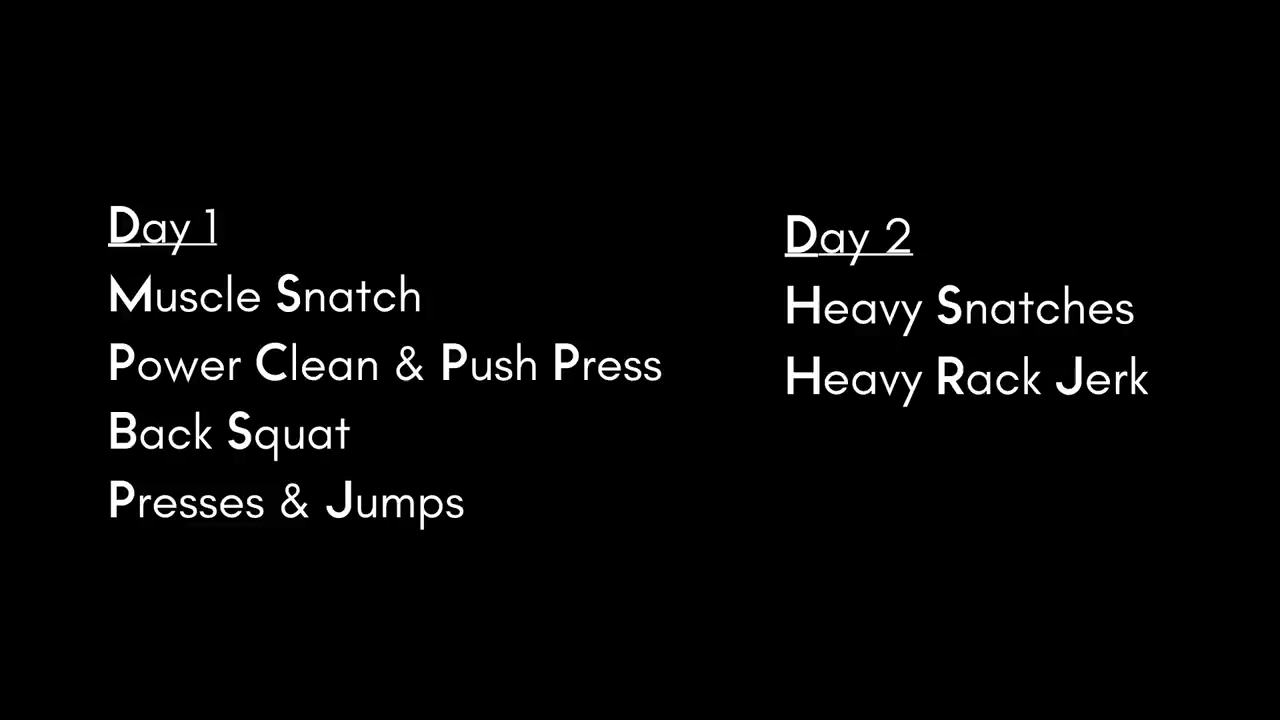 Day 1
Muscle Snatch
Power Clean & Push Press
Back Squat
Presses & Jumps
Day 2
Heavy Snatches
Heavy Rack Jerk